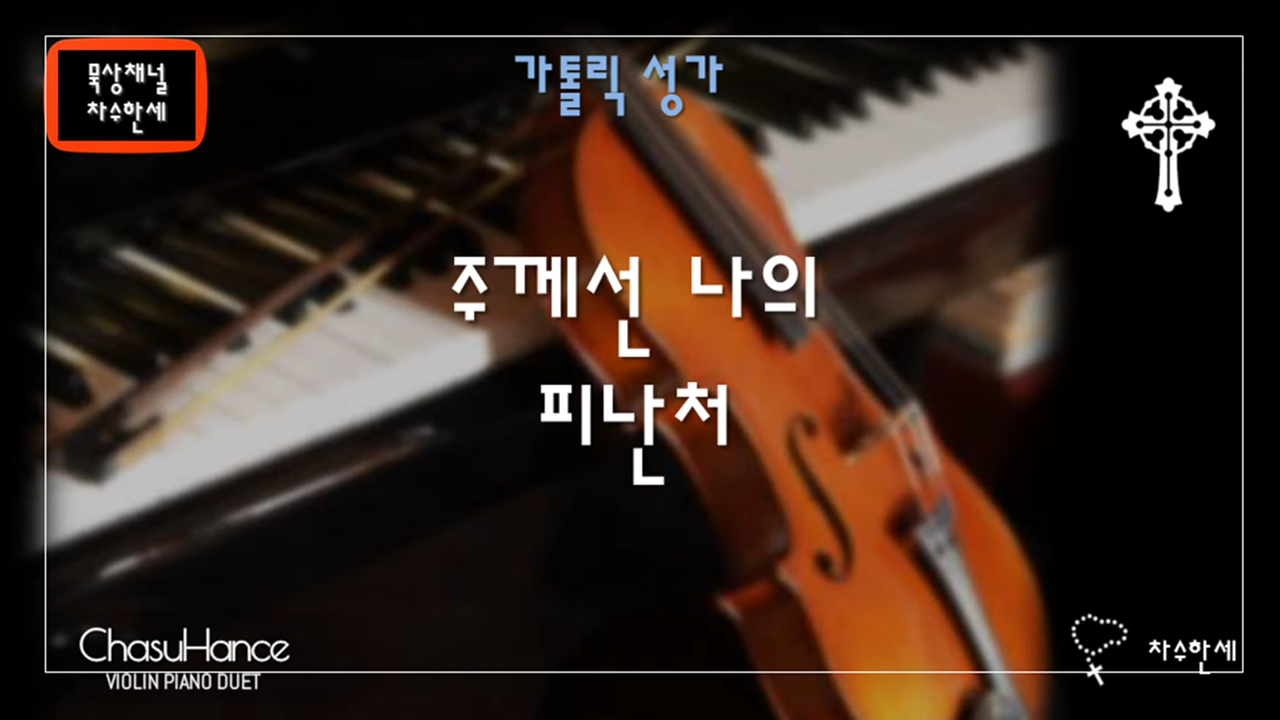 묵상채널
차수한세
가톨릭 성가
주께선 나의
피난처
ChasuHance
VIOLIN PIANO DUET
차수한세